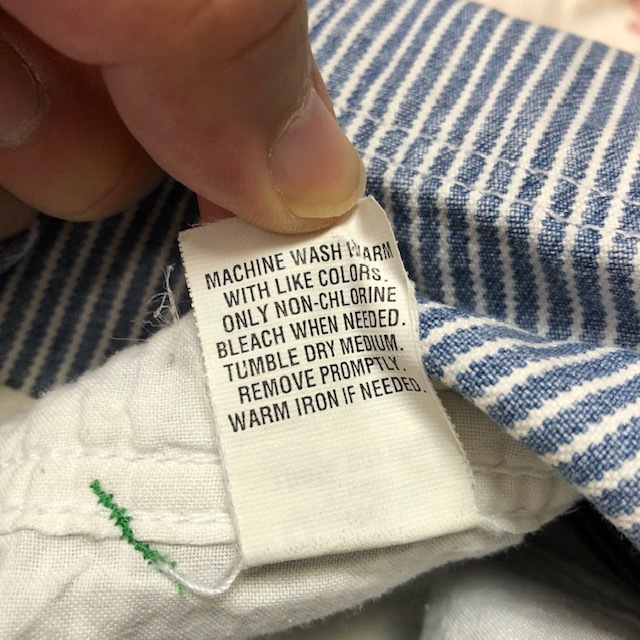 MACHINE WASH WARM
WITH LIKE COLORS.
ONLY NON-CHLORINE
BLEACH WHEN NEEDED.
TUMBLE DRY MEDIUM.
REMOVE PROMPTLY.
WARM IRON IF NEEDED.